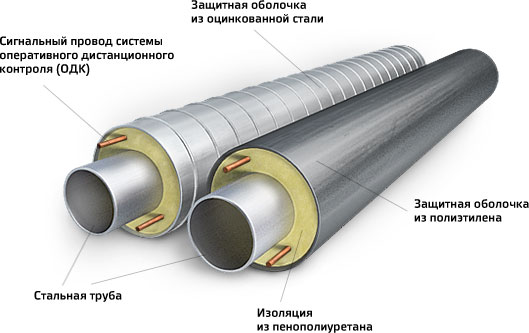 Защитная оболочка
из оцинкованной стали
Сигнальный провод системы
оперативного дистанционного
контроля (ОДК)
Защитная оболочка
из полиэтилена
Стальная труба
Изоляция
из пенополиуретана